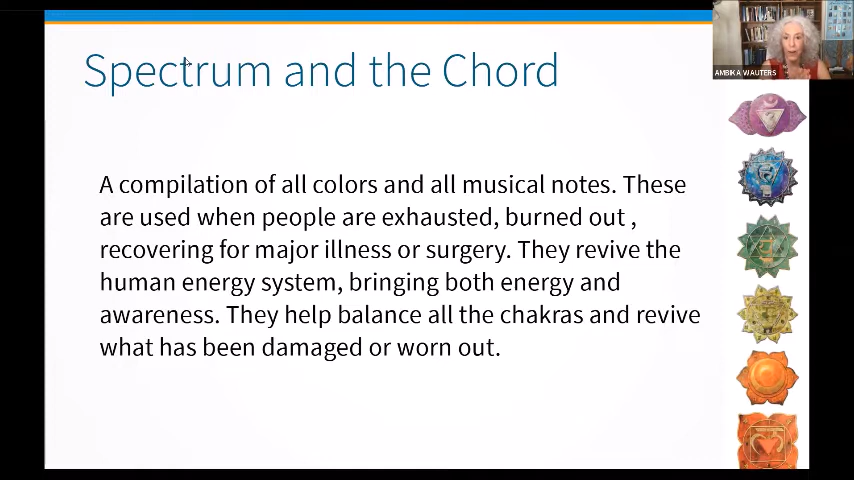 Spectrum and the Chord
AMBIKA WAUTERS
A compilation of all colors and all musical notes. These
are used when people are exhausted, burned out ,
recovering for major illness or surgery. They revive the
human energy system, bringing both energy and
awareness. They help balance all the chakras and revive
what has been damaged or worn out.